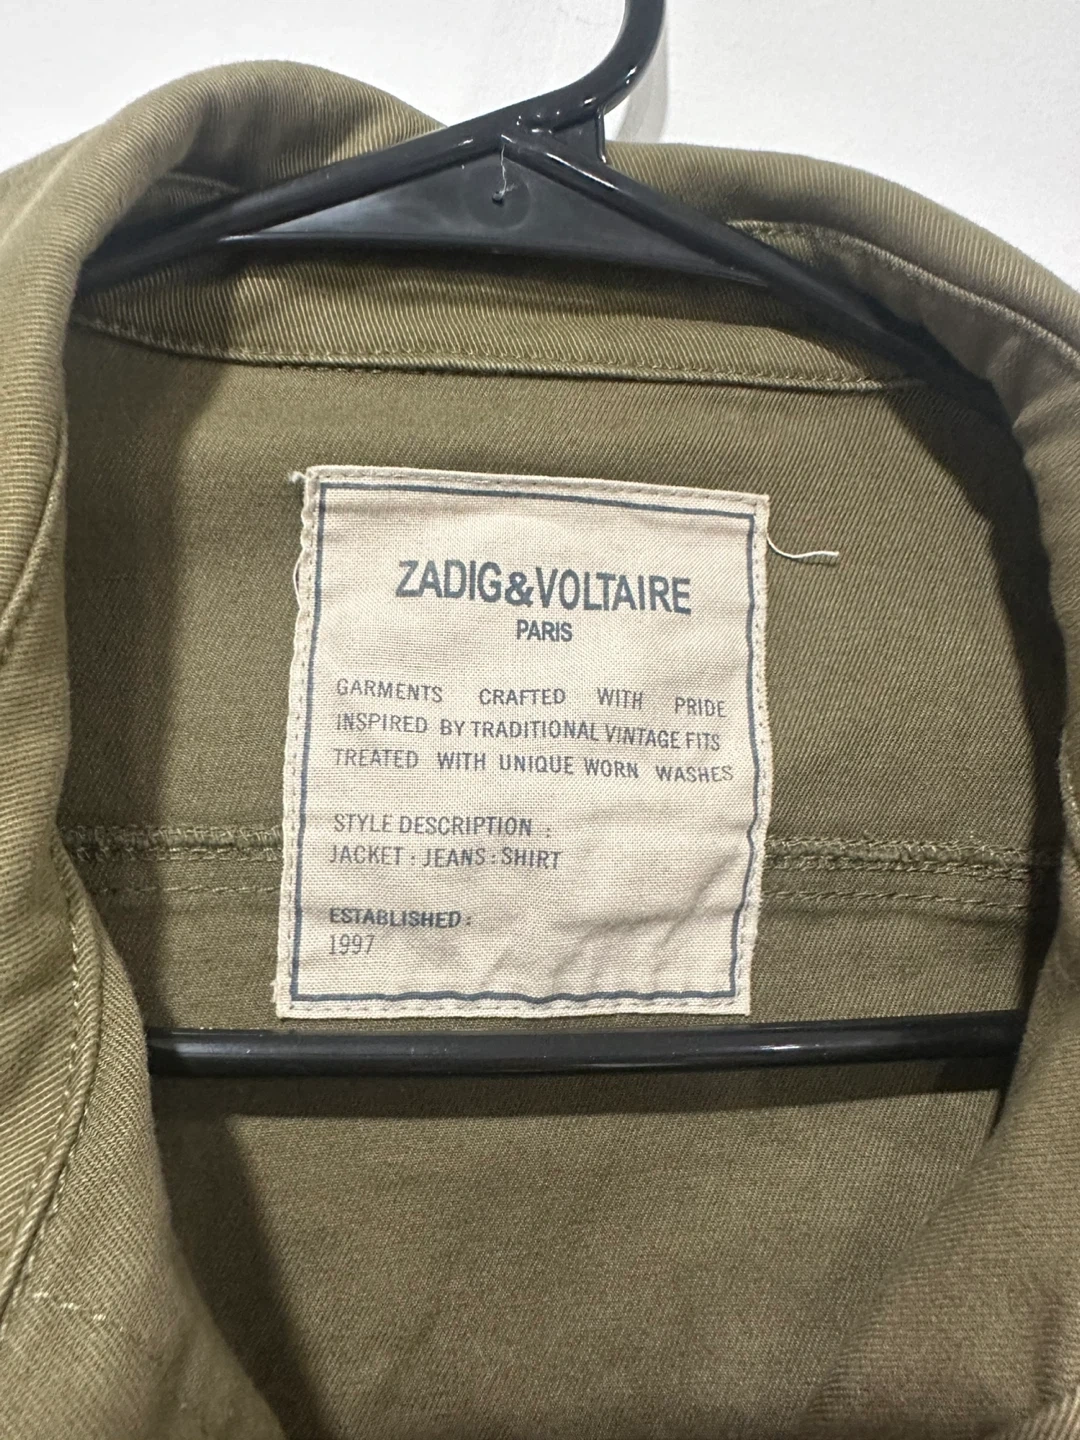 ZADIG&VOLTAIRE
PARIS
GARMENTS CRAFTED WITH PRIDE
INSPIRED BY TRADITIONAL VINTAGE FITS
TREATED WITH UNIQUE WORN WASHES
STYLE DESCRIPTION :
JACKET : JEANS : SHIRT
ESTABLISHED :
1997